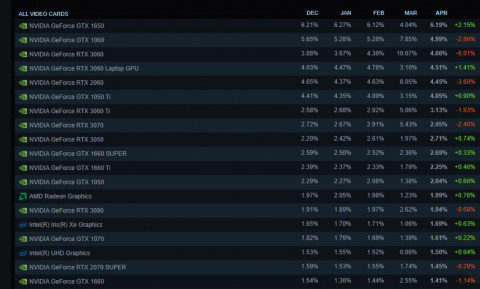 ALL VIDEO CARDS DEC JAN FEB MAR APR
NVIDIA GeForce GTX 1650 6.21% 6.27% 6.12% 4.04% 6.19% +2.15%
NVIDIA GeForce GTX 1060 5.65% 5.28% 5.28% 7.85% 4.99% -2.86%
NVIDIA GeForce RTX 3060 3.88% 3.67% 4.36% 10.67% 4.66% -6.01%
NVIDIA GeForce RTX 3060 Laptop GPU 4.03% 4.47% 4.78% 3.10% 4.51% +1.41%
NVIDIA GeForce RTX 2060 4.65% 4.37% 4.63% 8.05% 4.45% -3.60%
NVIDIA GeForce GTX 1050 Ti 4.41% 4.35% 4.09% 3.15% 4.05% +0.90%
NVIDIA GeForce RTX 3060 Ti 2.58% 2.68% 2.92% 5.06% 3.13% -1.93%
NVIDIA GeForce RTX 3070 2.72% 2.67% 2.91% 5.43% 2.95% -2.48%
NVIDIA GeForce RTX 3050 2.20% 2.42% 2.61% 1.97% 2.71% +0.74%
NVIDIA GeForce GTX 1660 SUPER 2.59% 2.50% 2.52% 2.36% 2.69% +0.33%
NVIDIA GeForce GTX 1660 Ti 2.39% 2.37% 2.33% 1.79% 2.25% +0.46%
NVIDIA GeForce GTX 1050 2.29% 2.27% 2.08% 1.38% 2.04% +0.66%
AMD Radeon Graphics 1.97% 2.05% 1.98% 1.23% 1.99% +0.76%
NVIDIA GeForce RTX 3080 1.91% 1.89% 1.97% 2.62% 1.94% -0.68%
Intel(R) Iris(R) Xe Graphics 1.65% 1.70% 1.71% 1.06% 1.69% +0.63%
NVIDIA GeForce GTX 1070 1.82% 1.76% 1.69% 1.39% 1.61% +0.22%
Intel(R) UHD Graphics 1.53% 1.55% 1.52% 0.86% 1.50% +0.64%
NVIDIA GeForce RTX 2070 SUPER 1.59% 1.53% 1.55% 1.74% 1.45% -0.29%
NVIDIA GeForce GTX 1660 1.54% 1.36% 1.44% 2.55% 1.41% -1.14%